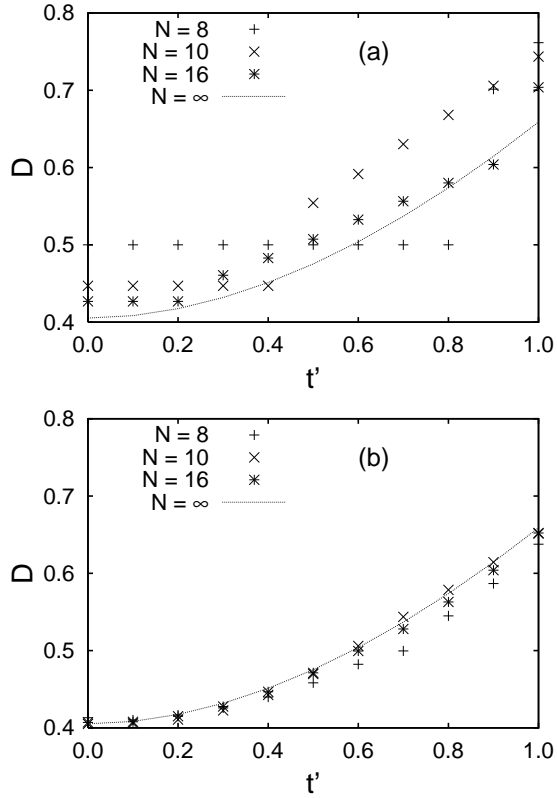 0.8
N = 8
(a)
N = 10
0.7
N = 16
N = ∞
D
0.6
0.5
0.4
0.0 0.2 0.4 0.6 0.8 1.0
t'
0.8
N = 8
(b)
N = 10
0.7
N = 16
N = ∞
D
0.6
0.5
0.4
0.0 0.2 0.4 0.6 0.8 1.0
t'